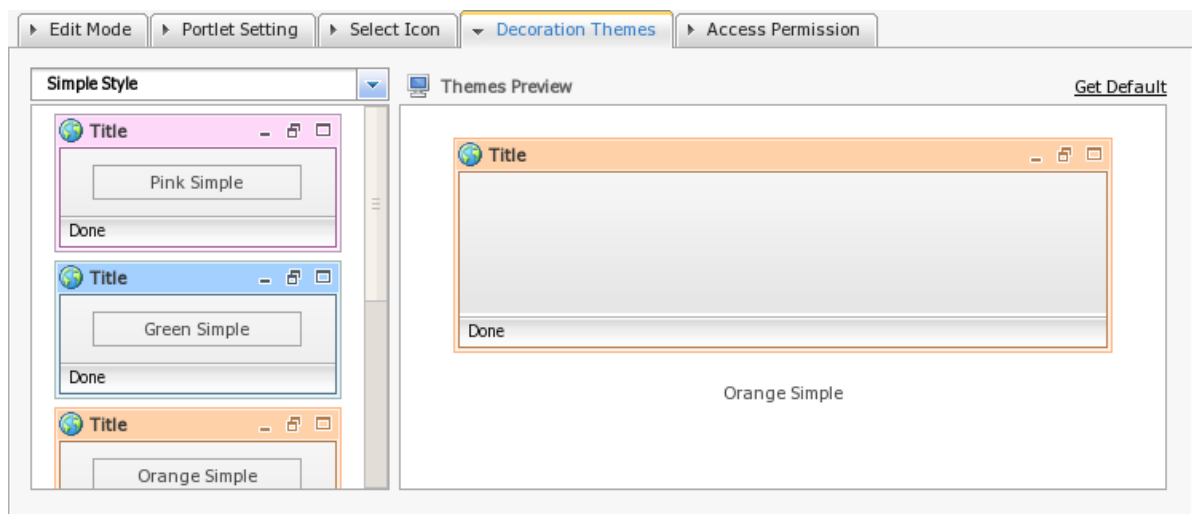 Edit Mode Portlet Setting Select Icon Decoration Themes Access Permission
Simple Style
Themes Preview Get Default
Title
Pink Simple
Done
Title
Green Simple
Done
Title
Orange Simple
Title
Done
Orange Simple